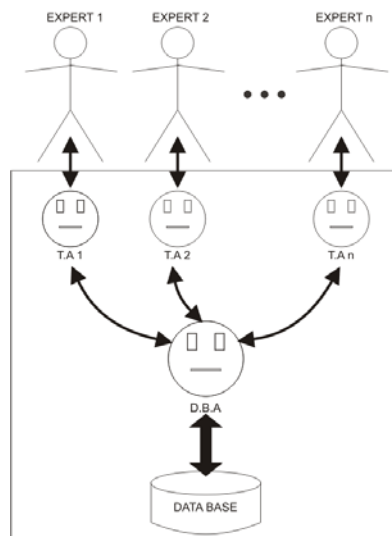 EXPERT 1
EXPERT 2
EXPERT n
T.A 1
T.A 2
T.A n
D.B.A
DATA BASE